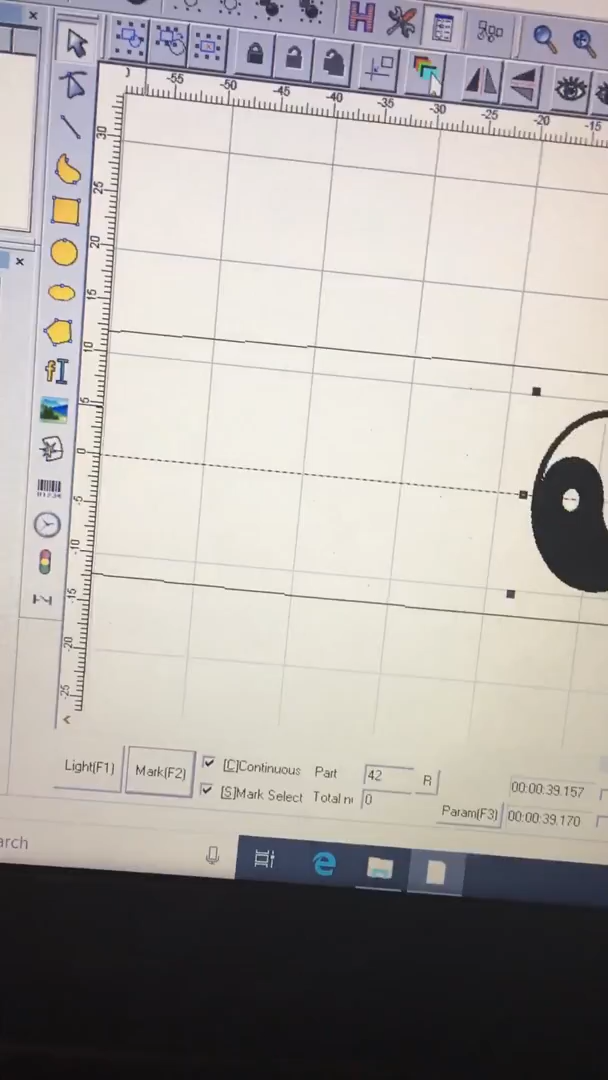 -55 -50 -45 -40 -35 -30 -25 -20 -15
30
25
20
15
10
5
0
-5
-10
-15
-20
-25
Light(F1)
Mark(F2)
[C]Continuous Part 42 R
[S]Mark Select Total 0
00:00:39.157
Param(F3) 00:00:39.170
arch